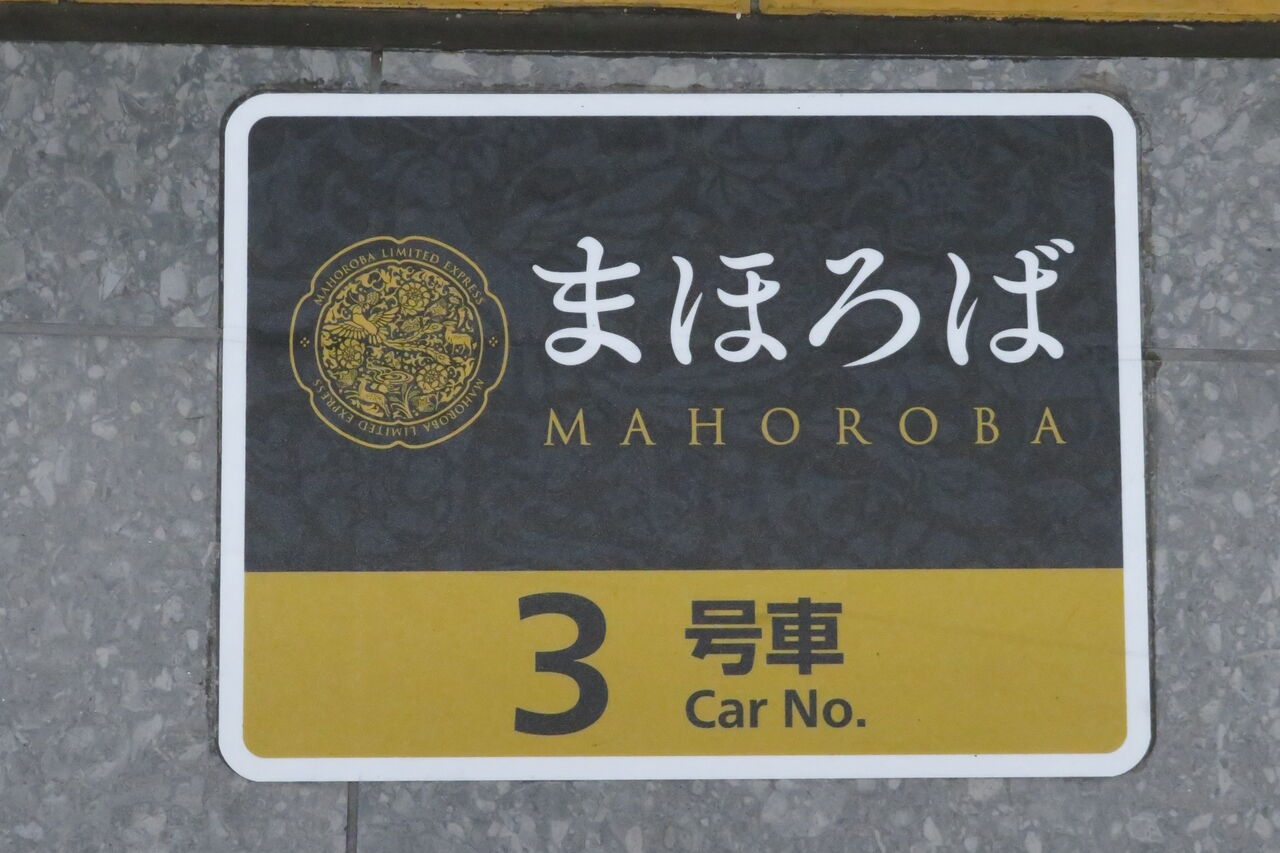 MAHOROBA LIMITED EXPRESS
MAHOROBA LIMITED EXPRESS
まほろば
MAHOROBA
3 号車
Car No.